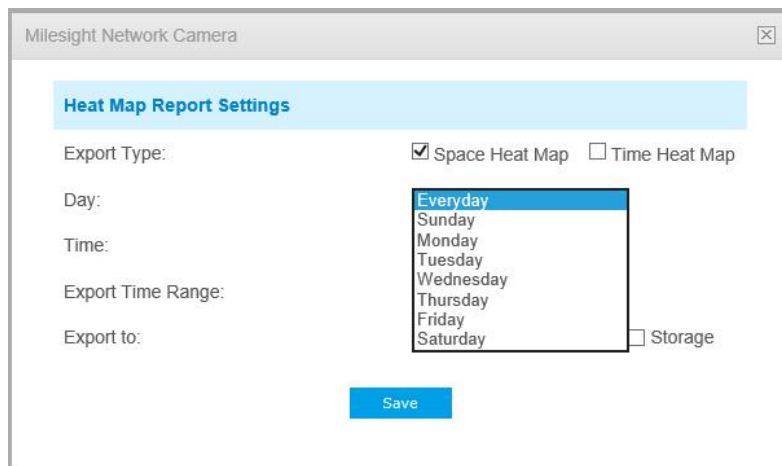 Milesight Network Camera
Heat Map Report Settings
Export Type: Space Heat Map Time Heat Map
Day: Everyday
Sunday
Monday
Time:
Tuesday
Wednesday
Export Time Range:
Thursday
Friday
Export to: Saturday Storage
Save